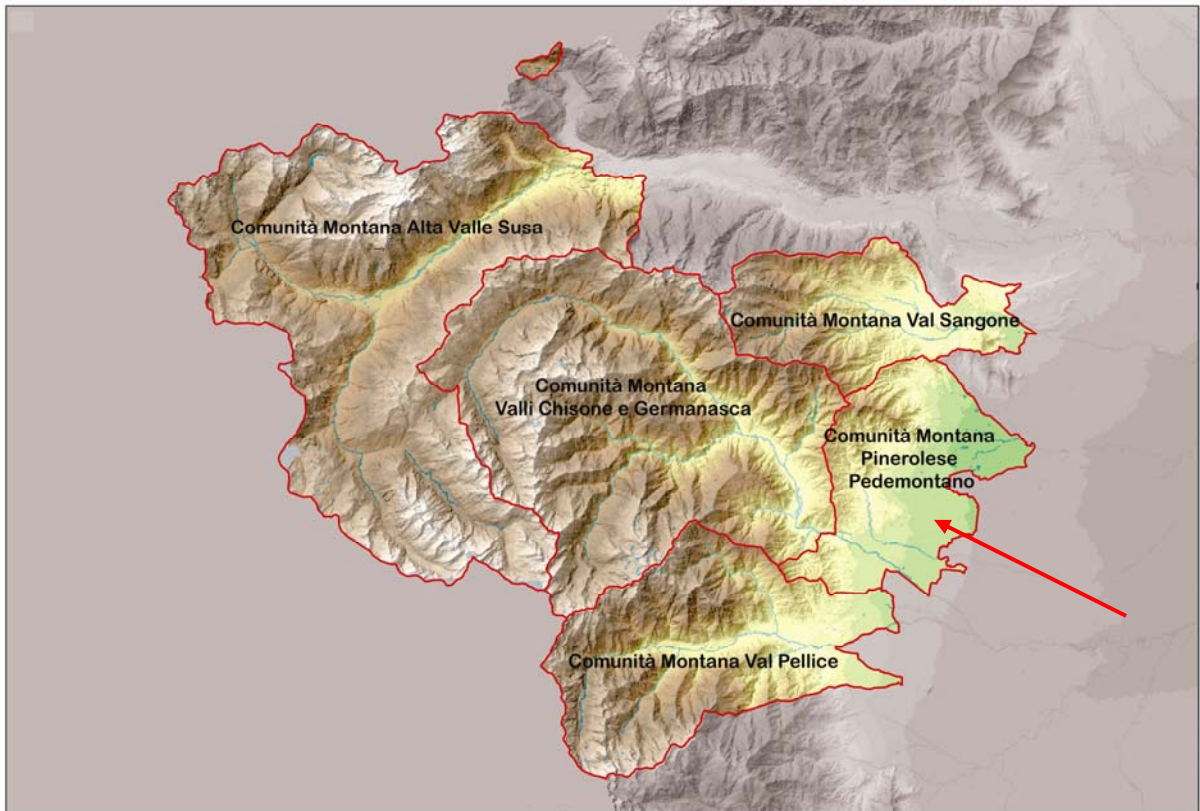 Comunità Montana Alta Valle Susa
Comunità Montana Val Sangone
Comunità Montana
Valli Chisone e Germanasca
Comunità Montana
Pinerolese
Pedemontano
Comunità Montana Val Pellice